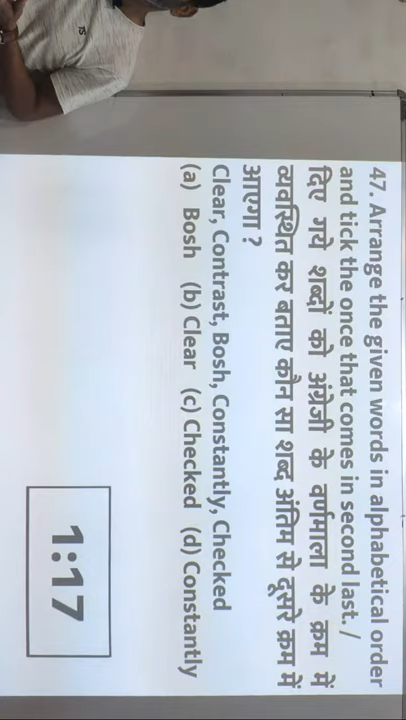 47. Arrange the given words in alphabetical order
and tick the once that comes in second last. /
दिए गये शब्दों को अंग्रेजी के वर्णमाला के क्रम में
व्यवस्थित कर बताए कौन सा शब्द अंतिम से दूसरे क्रम में
आएगा ?
Clear, Contrast, Bosh, Constantly, Checked
(a) Bosh (b) Clear (c) Checked (d) Constantly
1:17